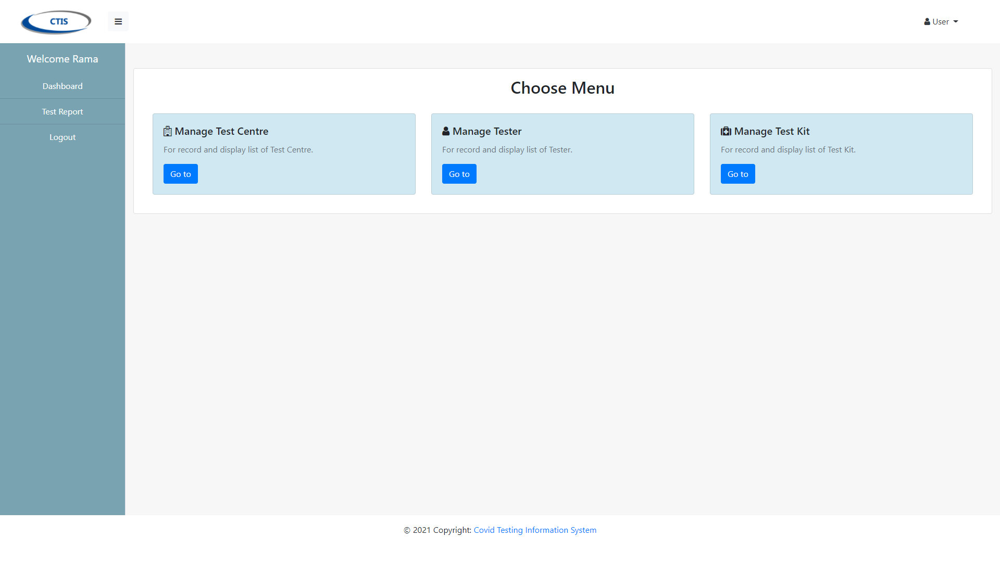 CTIS
User
Welcome Rama
Dashboard
Test Report
Logout
Choose Menu
Manage Test Centre
For record and display list of Test Centre.
Go to
Manage Tester
For record and display list of Tester.
Go to
Manage Test Kit
For record and display list of Test Kit.
Go to
© 2021 Copyright: Covid Testing Information System